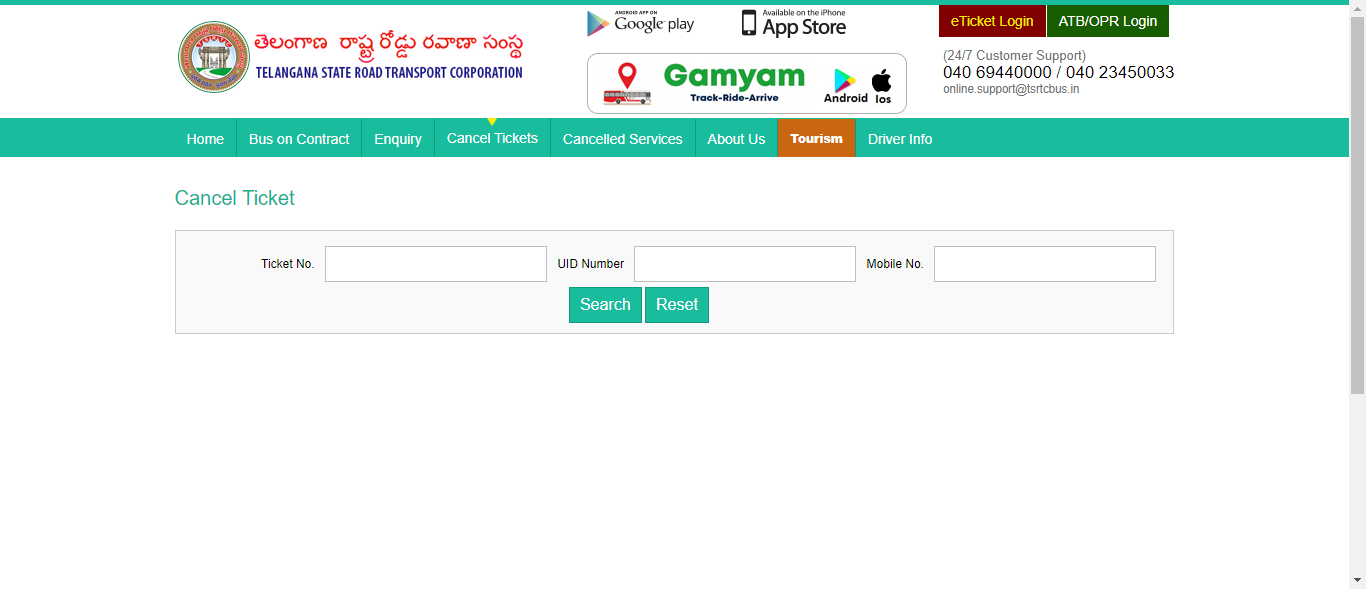 తెలంగాణ రాష్ట్ర రోడ్డు రవాణా సంస్థ
TELANGANA STATE ROAD TRANSPORT CORPORATION
ANDROID APP ON
Google play
Available on the iPhone
App Store
Gamyam
Track-Ride-Arrive
Android Ios
eTicket Login ATB/OPR Login
(24/7 Customer Support)
040 69440000 / 040 23450033
online.support@tsrtcbus.in
Home Bus on Contract Enquiry Cancel Tickets Cancelled Services About Us Tourism Driver Info
Cancel Ticket
Ticket No. UID Number Mobile No.
Search Reset